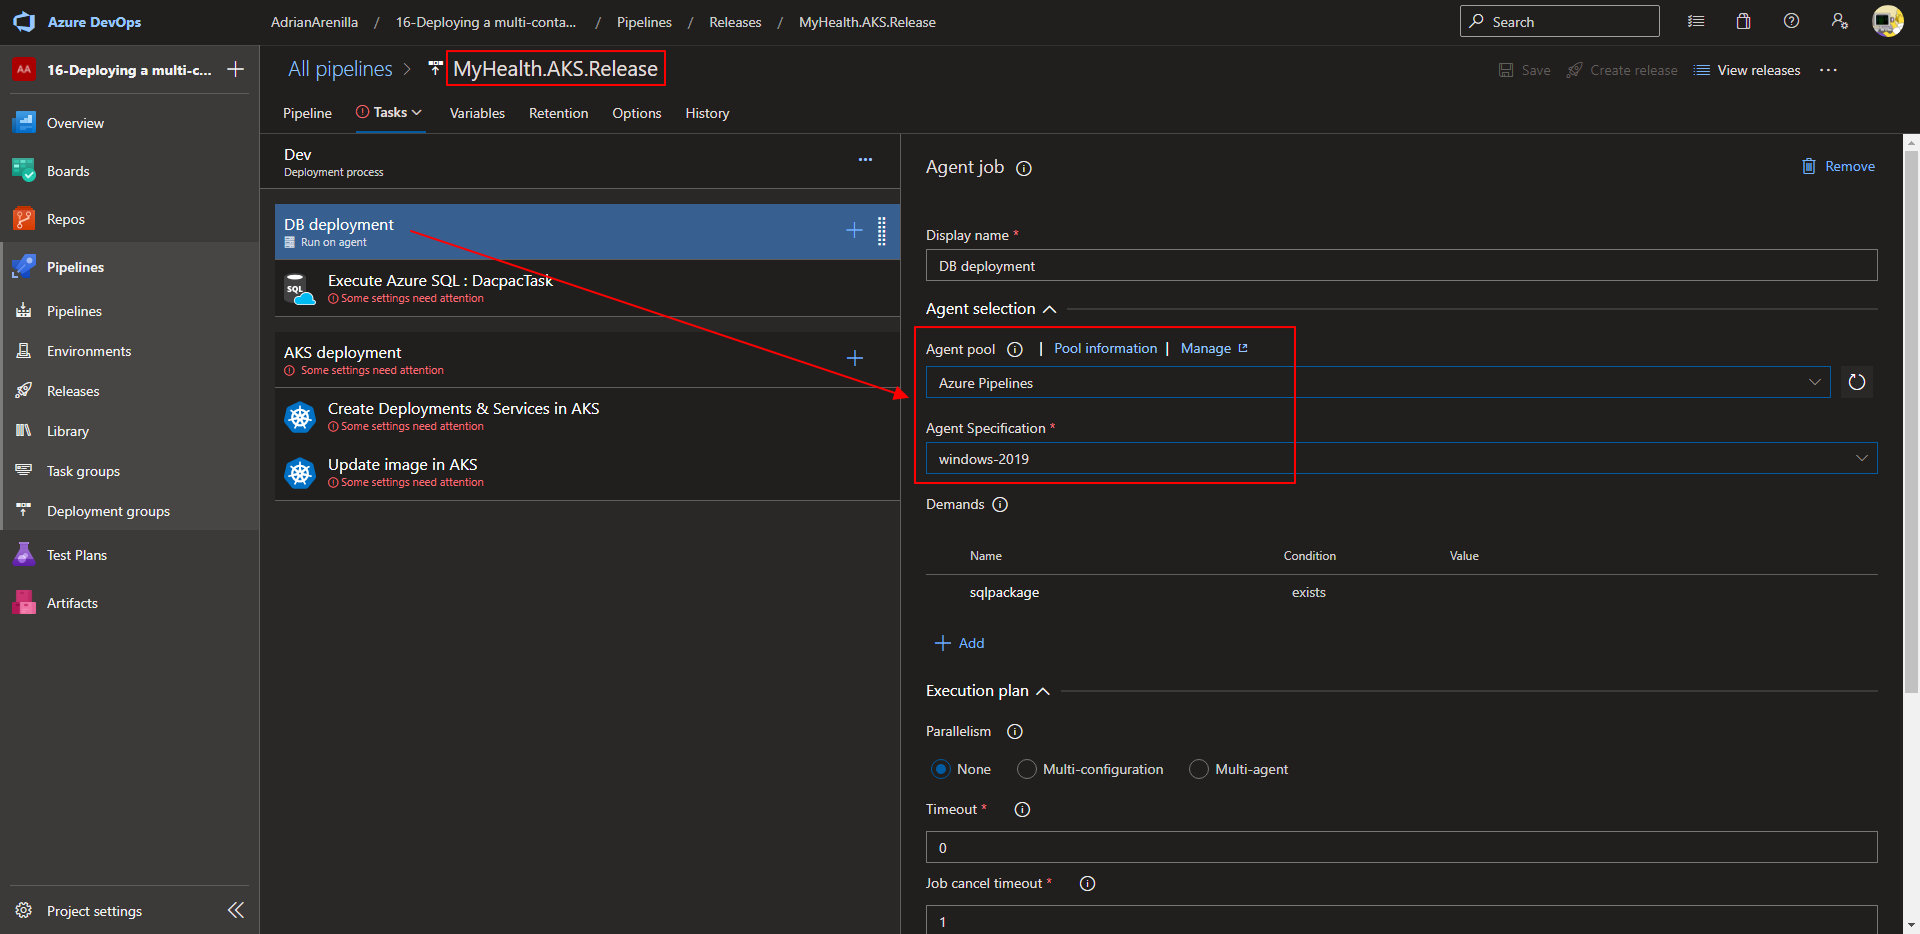 Azure DevOps
AdrianArenilla / 16-Deploying a multi-conta... / Pipelines / Releases / MyHealth.AKS.Release
Search
AA
16-Deploying a multi-c...
Overview
Boards
Repos
Pipelines
Pipelines
Environments
Releases
Library
Task groups
Deployment groups
Test Plans
Artifacts
Project settings
All pipelines > MyHealth.AKS.Release
Save
Create release
View releases
Pipeline
Tasks
Variables
Retention
Options
History
Dev
Deployment process
DB deployment
Run on agent
SQL
Execute Azure SQL : DacpacTask
Some settings need attention
AKS deployment
Some settings need attention
Create Deployments & Services in AKS
Some settings need attention
Update image in AKS
Some settings need attention
Agent job
Remove
Display name *
DB deployment
Agent selection
Agent pool | Pool information | Manage
Azure Pipelines
Agent Specification *
windows-2019
Demands
Name Condition Value
sqlpackage exists
+ Add
Execution plan
Parallelism
None Multi-configuration Multi-agent
Timeout *
0
Job cancel timeout *
1